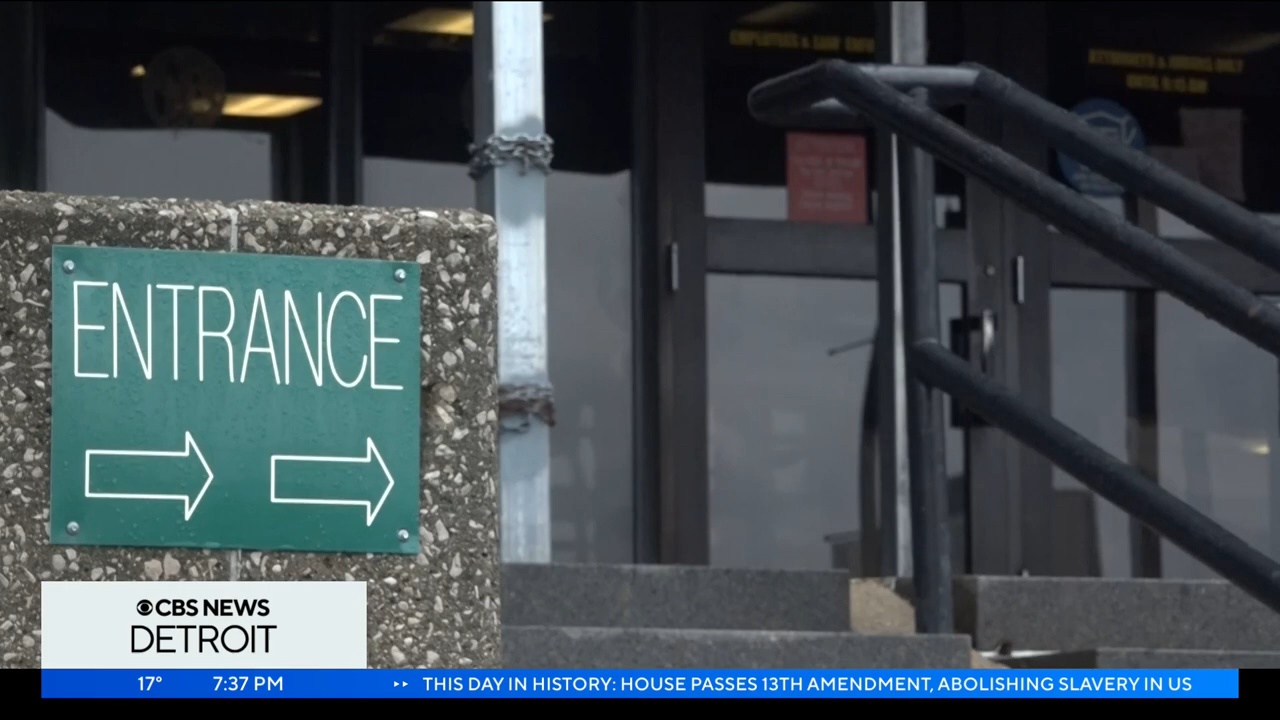 ENTRANCE
CBS NEWS
DETROIT
17° 7:37 PM THIS DAY IN HISTORY: HOUSE PASSES 13TH AMENDMENT, ABOLISHING SLAVERY IN US